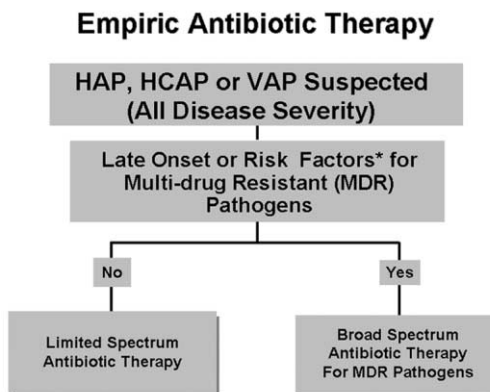 Empiric Antibiotic Therapy
HAP, HCAP or VAP Suspected
(All Disease Severity)
Late Onset or Risk Factors* for
Multi-drug Resistant (MDR)
Pathogens
No
Yes
Limited Spectrum
Antibiotic Therapy
Broad Spectrum
Antibiotic Therapy
For MDR Pathogens